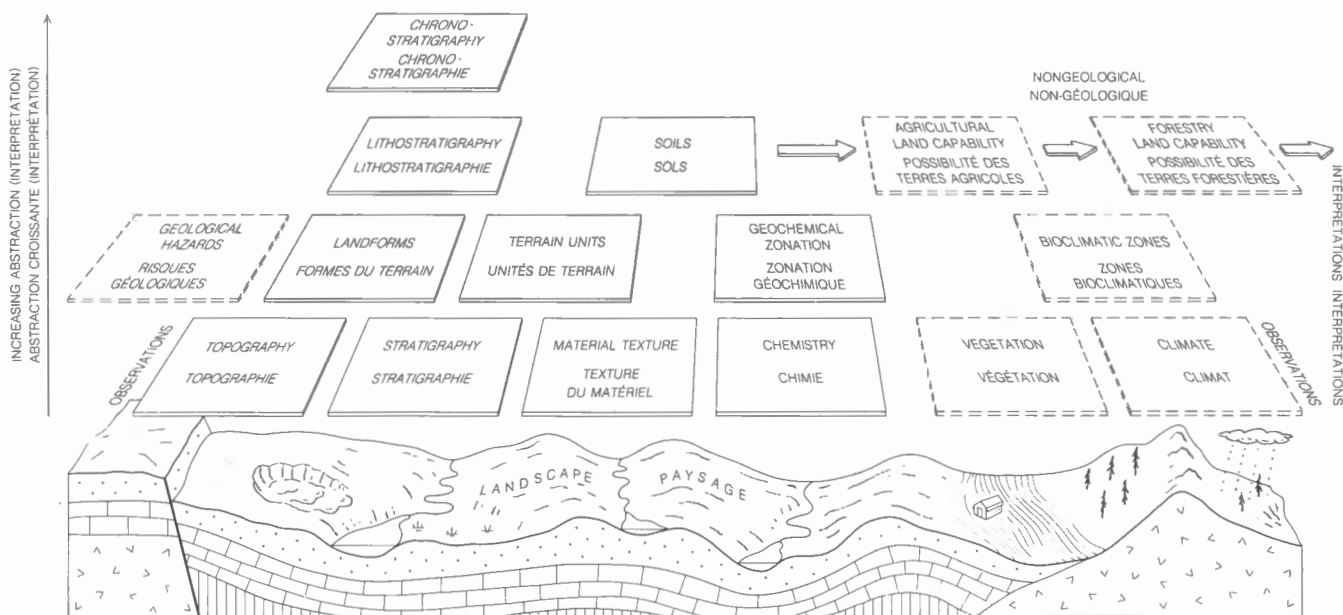 CHRONO-
STRATIGRAPHY
CHRONO-
STRATIGRAPHIE
NONGEOLOGICAL
NON-GÉOLOGIQUE
LITHOSTRATIGRAPHY
LITHOSTRATIGRAPHIE
SOILS
SOLS
AGRICULTURAL
LAND CAPABILITY
POSSIBILITÉ DES
TERRES AGRICOLES
FORESTRY
LAND CAPABILITY
POSSIBILITÉ DES
TERRES FORESTIÈRES
GEOLOGICAL
HAZARDS
RISQUES
GÉOLOGIQUES
LANDFORMS
FORMES DU TERRAIN
TERRAIN UNITS
UNITÉS DE TERRAIN
GEOCHEMICAL
ZONATION
ZONATION
GÉOCHIMIQUE
BIOCLIMATIC ZONES
ZONES
BIOCLIMATIQUES
TOPOGRAPHY
TOPOGRAPHIE
STRATIGRAPHY
STRATIGRAPHIE
MATERIAL TEXTURE
TEXTURE
DU MATÉRIEL
CHEMISTRY
CHIMIE
VEGETATION
VÉGÉTATION
CLIMATE
CLIMAT
INCREASING ABSTRACTION (INTERPRETATION)
ABSTRACTION CROISSANTE (INTERPRÉTATION)
OBSERVATIONS
OBSERVATIONS
INTERPRETATIONS INTERPRÉTATIONS
LANDSCAPE
PAYSAGE